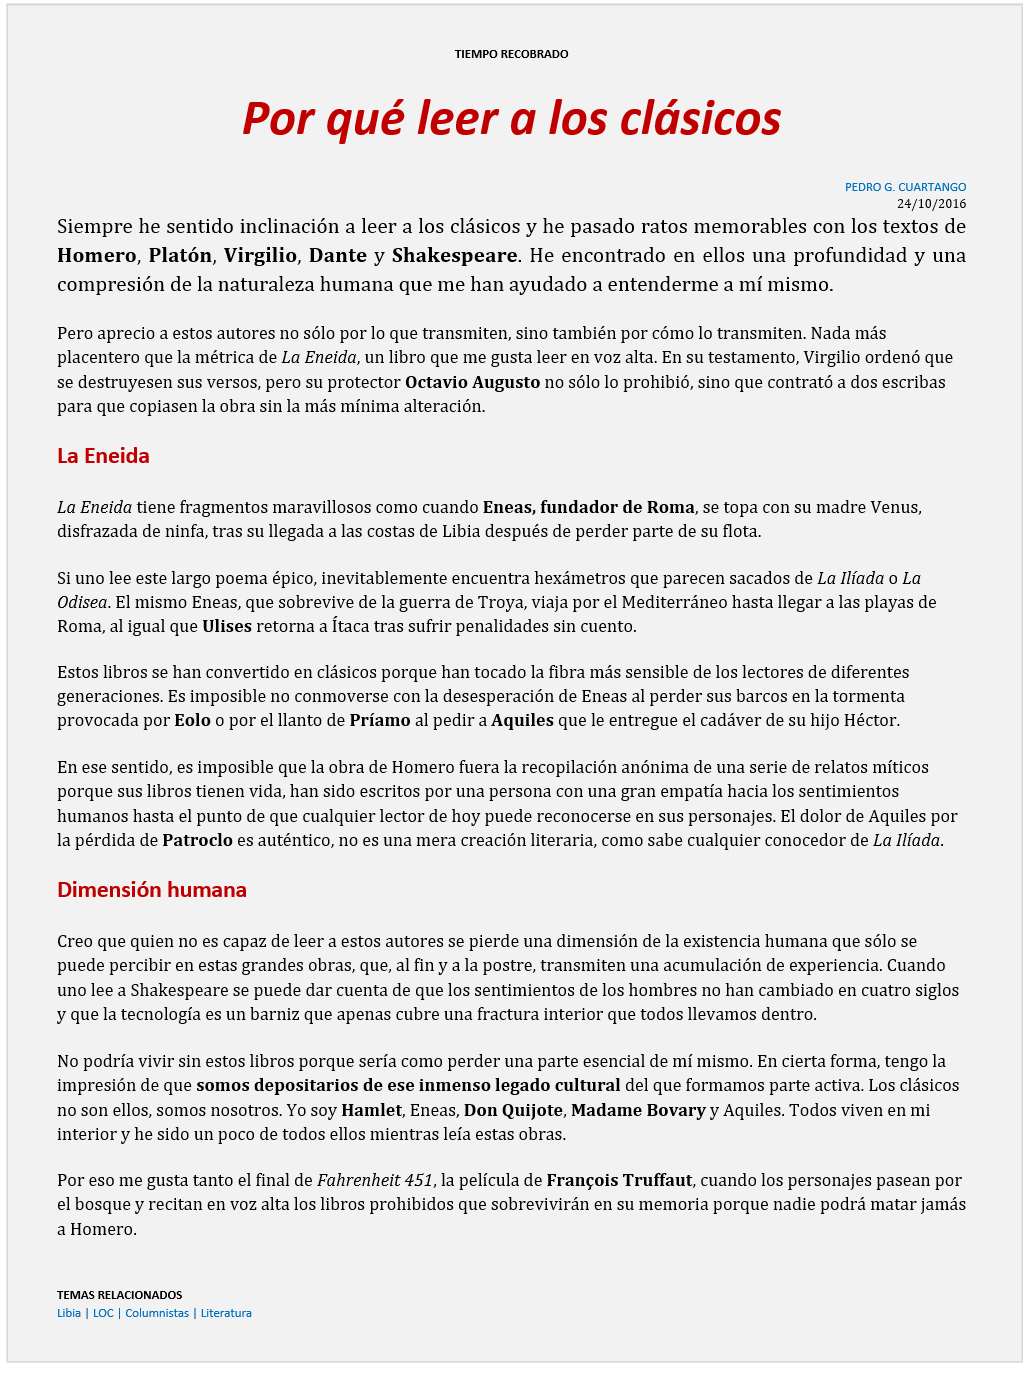 TIEMPO RECOBRADO
Por qué leer a los clásicos
PEDRO G. CUARTANGO
24/10/2016
Siempre he sentido inclinación a leer a los clásicos y he pasado ratos memorables con los textos de
Homero, Platón, Virgilio, Dante y Shakespeare. He encontrado en ellos una profundidad y una
compresión de la naturaleza humana que me han ayudado a entenderme a mí mismo.
Pero aprecio a estos autores no sólo por lo que transmiten, sino también por cómo lo transmiten. Nada más
placentero que la métrica de La Eneida, un libro que me gusta leer en voz alta. En su testamento, Virgilio ordenó que
se destruyesen sus versos, pero su protector Octavio Augusto no sólo lo prohibió, sino que contrató a dos escribas
para que copiasen la obra sin la más mínima alteración.
La Eneida
La Eneida tiene fragmentos maravillosos como cuando Eneas, fundador de Roma, se topa con su madre Venus,
disfrazada de ninfa, tras su llegada a las costas de Libia después de perder parte de su flota.
Si uno lee este largo poema épico, inevitablemente encuentra hexámetros que parecen sacados de La Ilíada o La
Odisea. El mismo Eneas, que sobrevive de la guerra de Troya, viaja por el Mediterráneo hasta llegar a las playas de
Roma, al igual que Ulises retorna a Ítaca tras sufrir penalidades sin cuento.
Estos libros se han convertido en clásicos porque han tocado la fibra más sensible de los lectores de diferentes
generaciones. Es imposible no conmoverse con la desesperación de Eneas al perder sus barcos en la tormenta
provocada por Eolo o por el llanto de Príamo al pedir a Aquiles que le entregue el cadáver de su hijo Héctor.
En ese sentido, es imposible que la obra de Homero fuera la recopilación anónima de una serie de relatos míticos
porque sus libros tienen vida, han sido escritos por una persona con una gran empatía hacia los sentimientos
humanos hasta el punto de que cualquier lector de hoy puede reconocerse en sus personajes. El dolor de Aquiles por
la pérdida de Patroclo es auténtico, no es una mera creación literaria, como sabe cualquier conocedor de La Ilíada.
Dimensión humana
Creo que quien no es capaz de leer a estos autores se pierde una dimensión de la existencia humana que sólo se
puede percibir en estas grandes obras, que, al fin y a la postre, transmiten una acumulación de experiencia. Cuando
uno lee a Shakespeare se puede dar cuenta de que los sentimientos de los hombres no han cambiado en cuatro siglos
y que la tecnología es un barniz que apenas cubre una fractura interior que todos llevamos dentro.
No podría vivir sin estos libros porque sería como perder una parte esencial de mí mismo. En cierta forma, tengo la
impresión de que somos depositarios de ese inmenso legado cultural del que formamos parte activa. Los clásicos
no son ellos, somos nosotros. Yo soy Hamlet, Eneas, Don Quijote, Madame Bovary y Aquiles. Todos viven en mi
interior y he sido un poco de todos ellos mientras leía estas obras.
Por eso me gusta tanto el final de Fahrenheit 451, la película de François Truffaut, cuando los personajes pasean por
el bosque y recitan en voz alta los libros prohibidos que sobrevivirán en su memoria porque nadie podrá matar jamás
a Homero.
TEMAS RELACIONADOS
Libia | LOC | Columnistas | Literatura